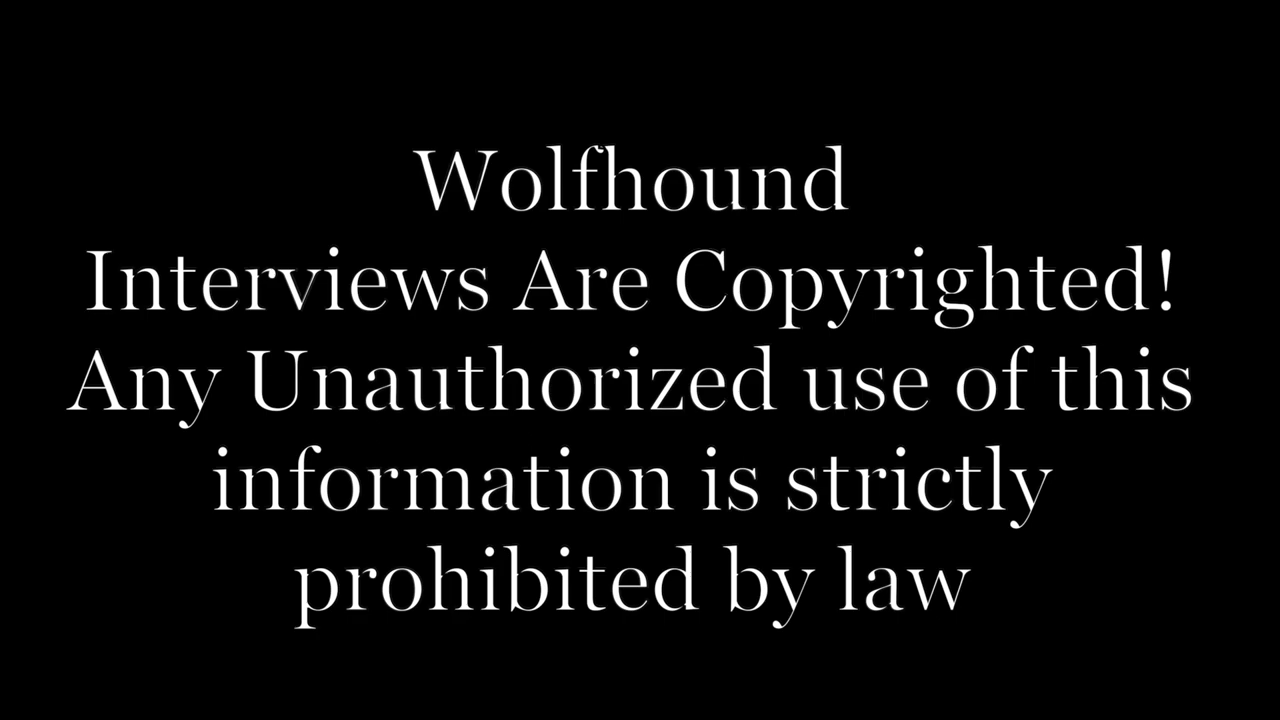 Wolfhound
Interviews Are Copyrighted!
Any Unauthorized use of this
information is strictly
prohibited by law